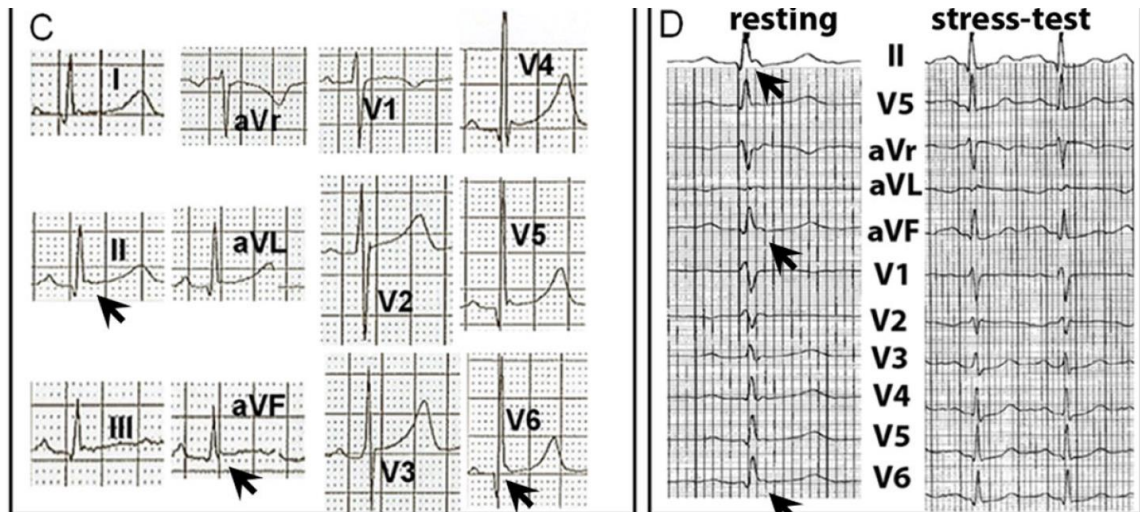 C
I
aVr
V1
V4
II
aVL
V2
V5
III
aVF
V3
V6
D
resting
stress-test
II
V5
aVr
aVL
aVF
V1
V2
V3
V4
V5
V6